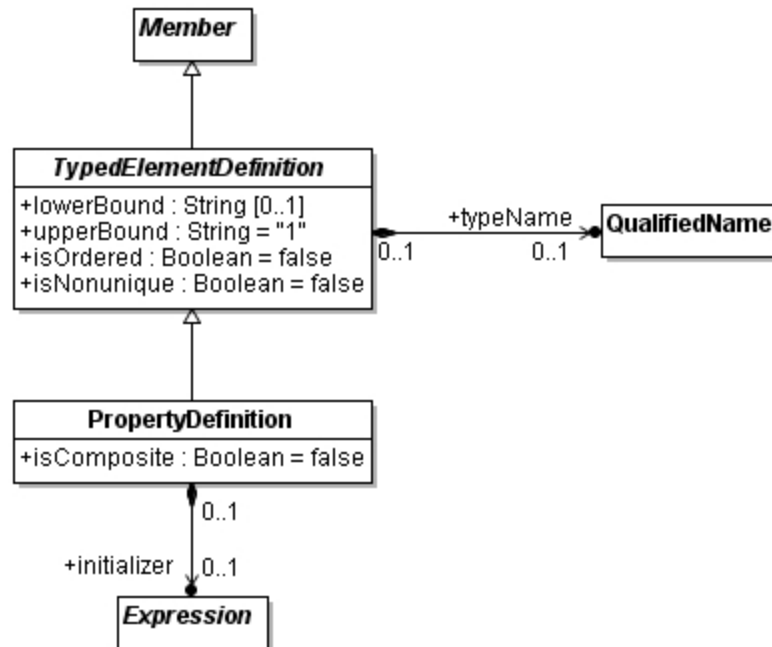 Member
TypedElementDefinition
+lowerBound : String [0..1]
+upperBound : String = "1"
+isOrdered : Boolean = false
+isNonunique : Boolean = false
+typeName
0..1
0..1
QualifiedName
PropertyDefinition
+isComposite : Boolean = false
0..1
+initializer
0..1
Expression